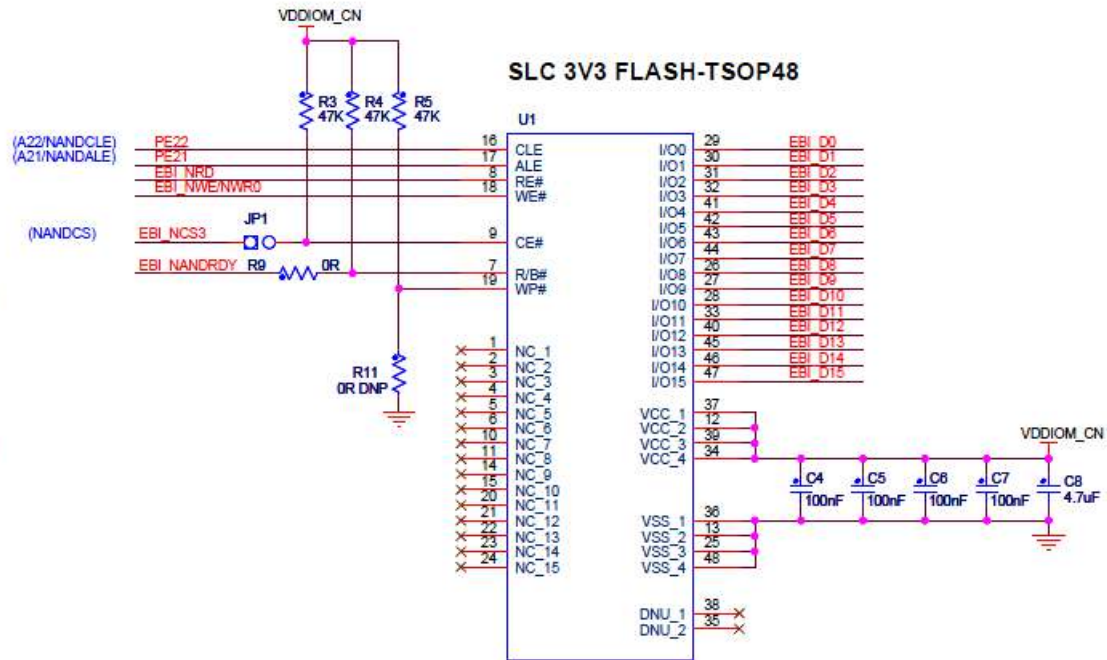 VDDIOM_CN
SLC 3V3 FLASH-TSOP48
R3 R4 R5
47K 47K 47K
U1
(A22/NANDCLE) PE22 16 CLE I/O0 29 EBI_D0
(A21/NANDALE) PE21 17 ALE I/O1 30 EBI_D1
EBI_NRD 8 RE# I/O2 31 EBI_D2
EBI_NWE/NWR0 18 WE# I/O3 32 EBI_D3
I/O4 41 EBI_D4
JP1 I/O5 42 EBI_D5
(NANDCS) EBI_NCS3 9 CE# I/O6 43 EBI_D6
I/O7 44 EBI_D7
EBI_NANDRDY R9 0R 7 R/B# I/O8 26 EBI_D8
19 WP# I/O9 27 EBI_D9
I/O10 28 EBI_D10
I/O11 33 EBI_D11
I/O12 40 EBI_D12
1 NC_1 I/O13 45 EBI_D13
2 NC_2 I/O14 46 EBI_D14
3 NC_3 I/O15 47 EBI_D15
R11
0R DNP
4 NC_4
5 NC_5 VCC_1 37
6 NC_6 VCC_2 12
10 NC_7 VCC_3 39
11 NC_8 VCC_4 34
VDDIOM_CN
14 NC_9
15 NC_10
C4 C5 C6 C7 C8
100nF 100nF 100nF 100nF 4.7uF
20 NC_11
21 NC_12 VSS_1 36
22 NC_13 VSS_2 13
23 NC_14 VSS_3 25
24 NC_15 VSS_4 48
DNU_1 38
DNU_2 35